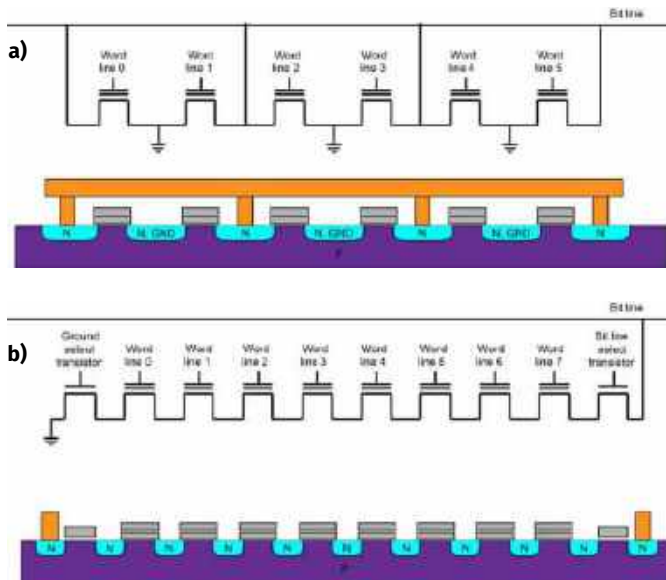 Bit line
a)
Word
line 0
Word
line 1
Word
line 2
Word
line 3
Word
line 4
Word
line 5
N
N. GND
N
N. GND
N
N. GND
N
P
Bit line
b)
Ground
select
transistor
Word
line 0
Word
line 1
Word
line 2
Word
line 3
Word
line 4
Word
line 5
Word
line 6
Word
line 7
Bit line
select
transistor
N
N
N
N
N
N
N
N
N
N
N
P